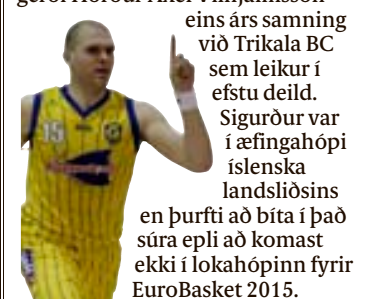 eins árs samning
við Trikala BC
sem leikur í
efstu deild.
Sigurður var
í æfingahópi
íslenska
landsliðsins
en þurfti að bíta í það
súra epli að komast
ekki í lokahópinn fyrir
EuroBasket 2015.
15